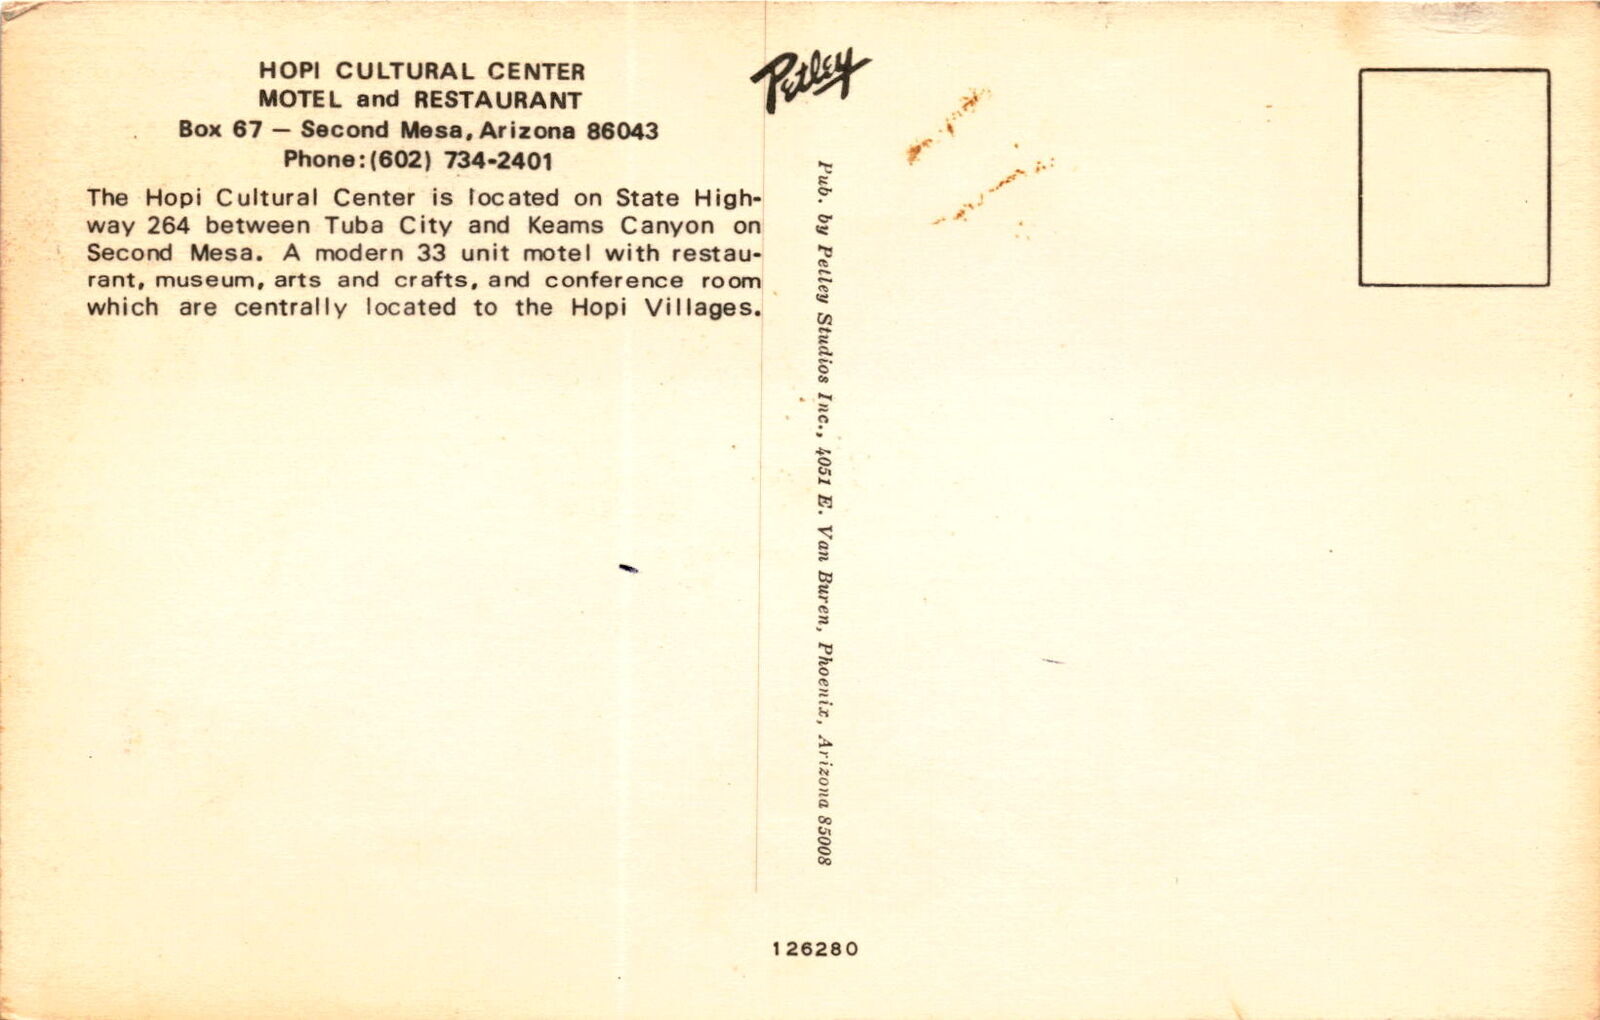 HOPI CULTURAL CENTER
MOTEL and RESTAURANT
Box 67 — Second Mesa, Arizona 86043
Phone: (602) 734-2401
The Hopi Cultural Center is located on State High-
way 264 between Tuba City and Keams Canyon on
Second Mesa. A modern 33 unit motel with restau-
rant, museum, arts and crafts, and conference room
which are centrally located to the Hopi Villages.
Petley
Pub. by Petley Studios Inc., 4051 E. Van Buren, Phoenix, Arizona 85008
126280